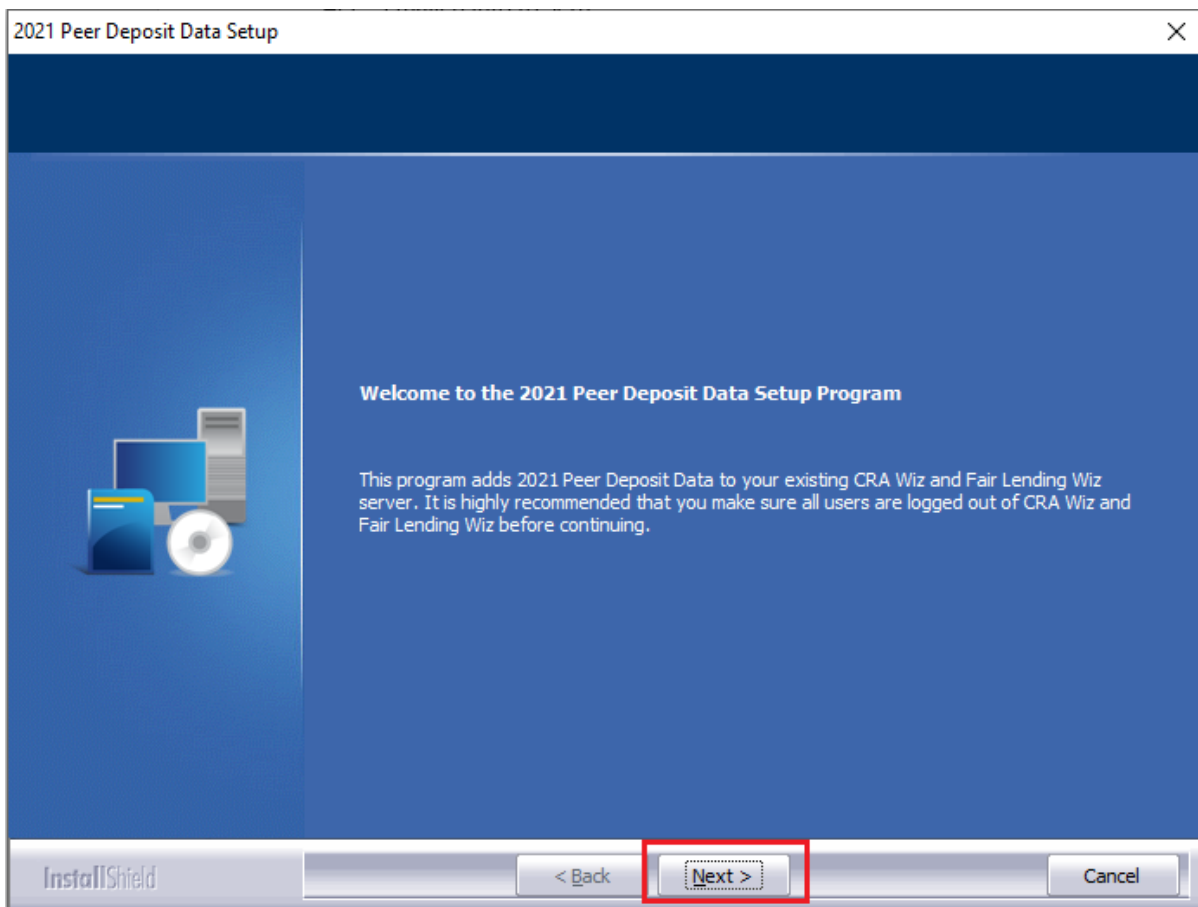 2021 Peer Deposit Data Setup
Welcome to the 2021 Peer Deposit Data Setup Program
This program adds 2021 Peer Deposit Data to your existing CRA Wiz and Fair Lending Wiz
server. It is highly recommended that you make sure all users are logged out of CRA Wiz and
Fair Lending Wiz before continuing.
InstallShield
< Back
Next >
Cancel